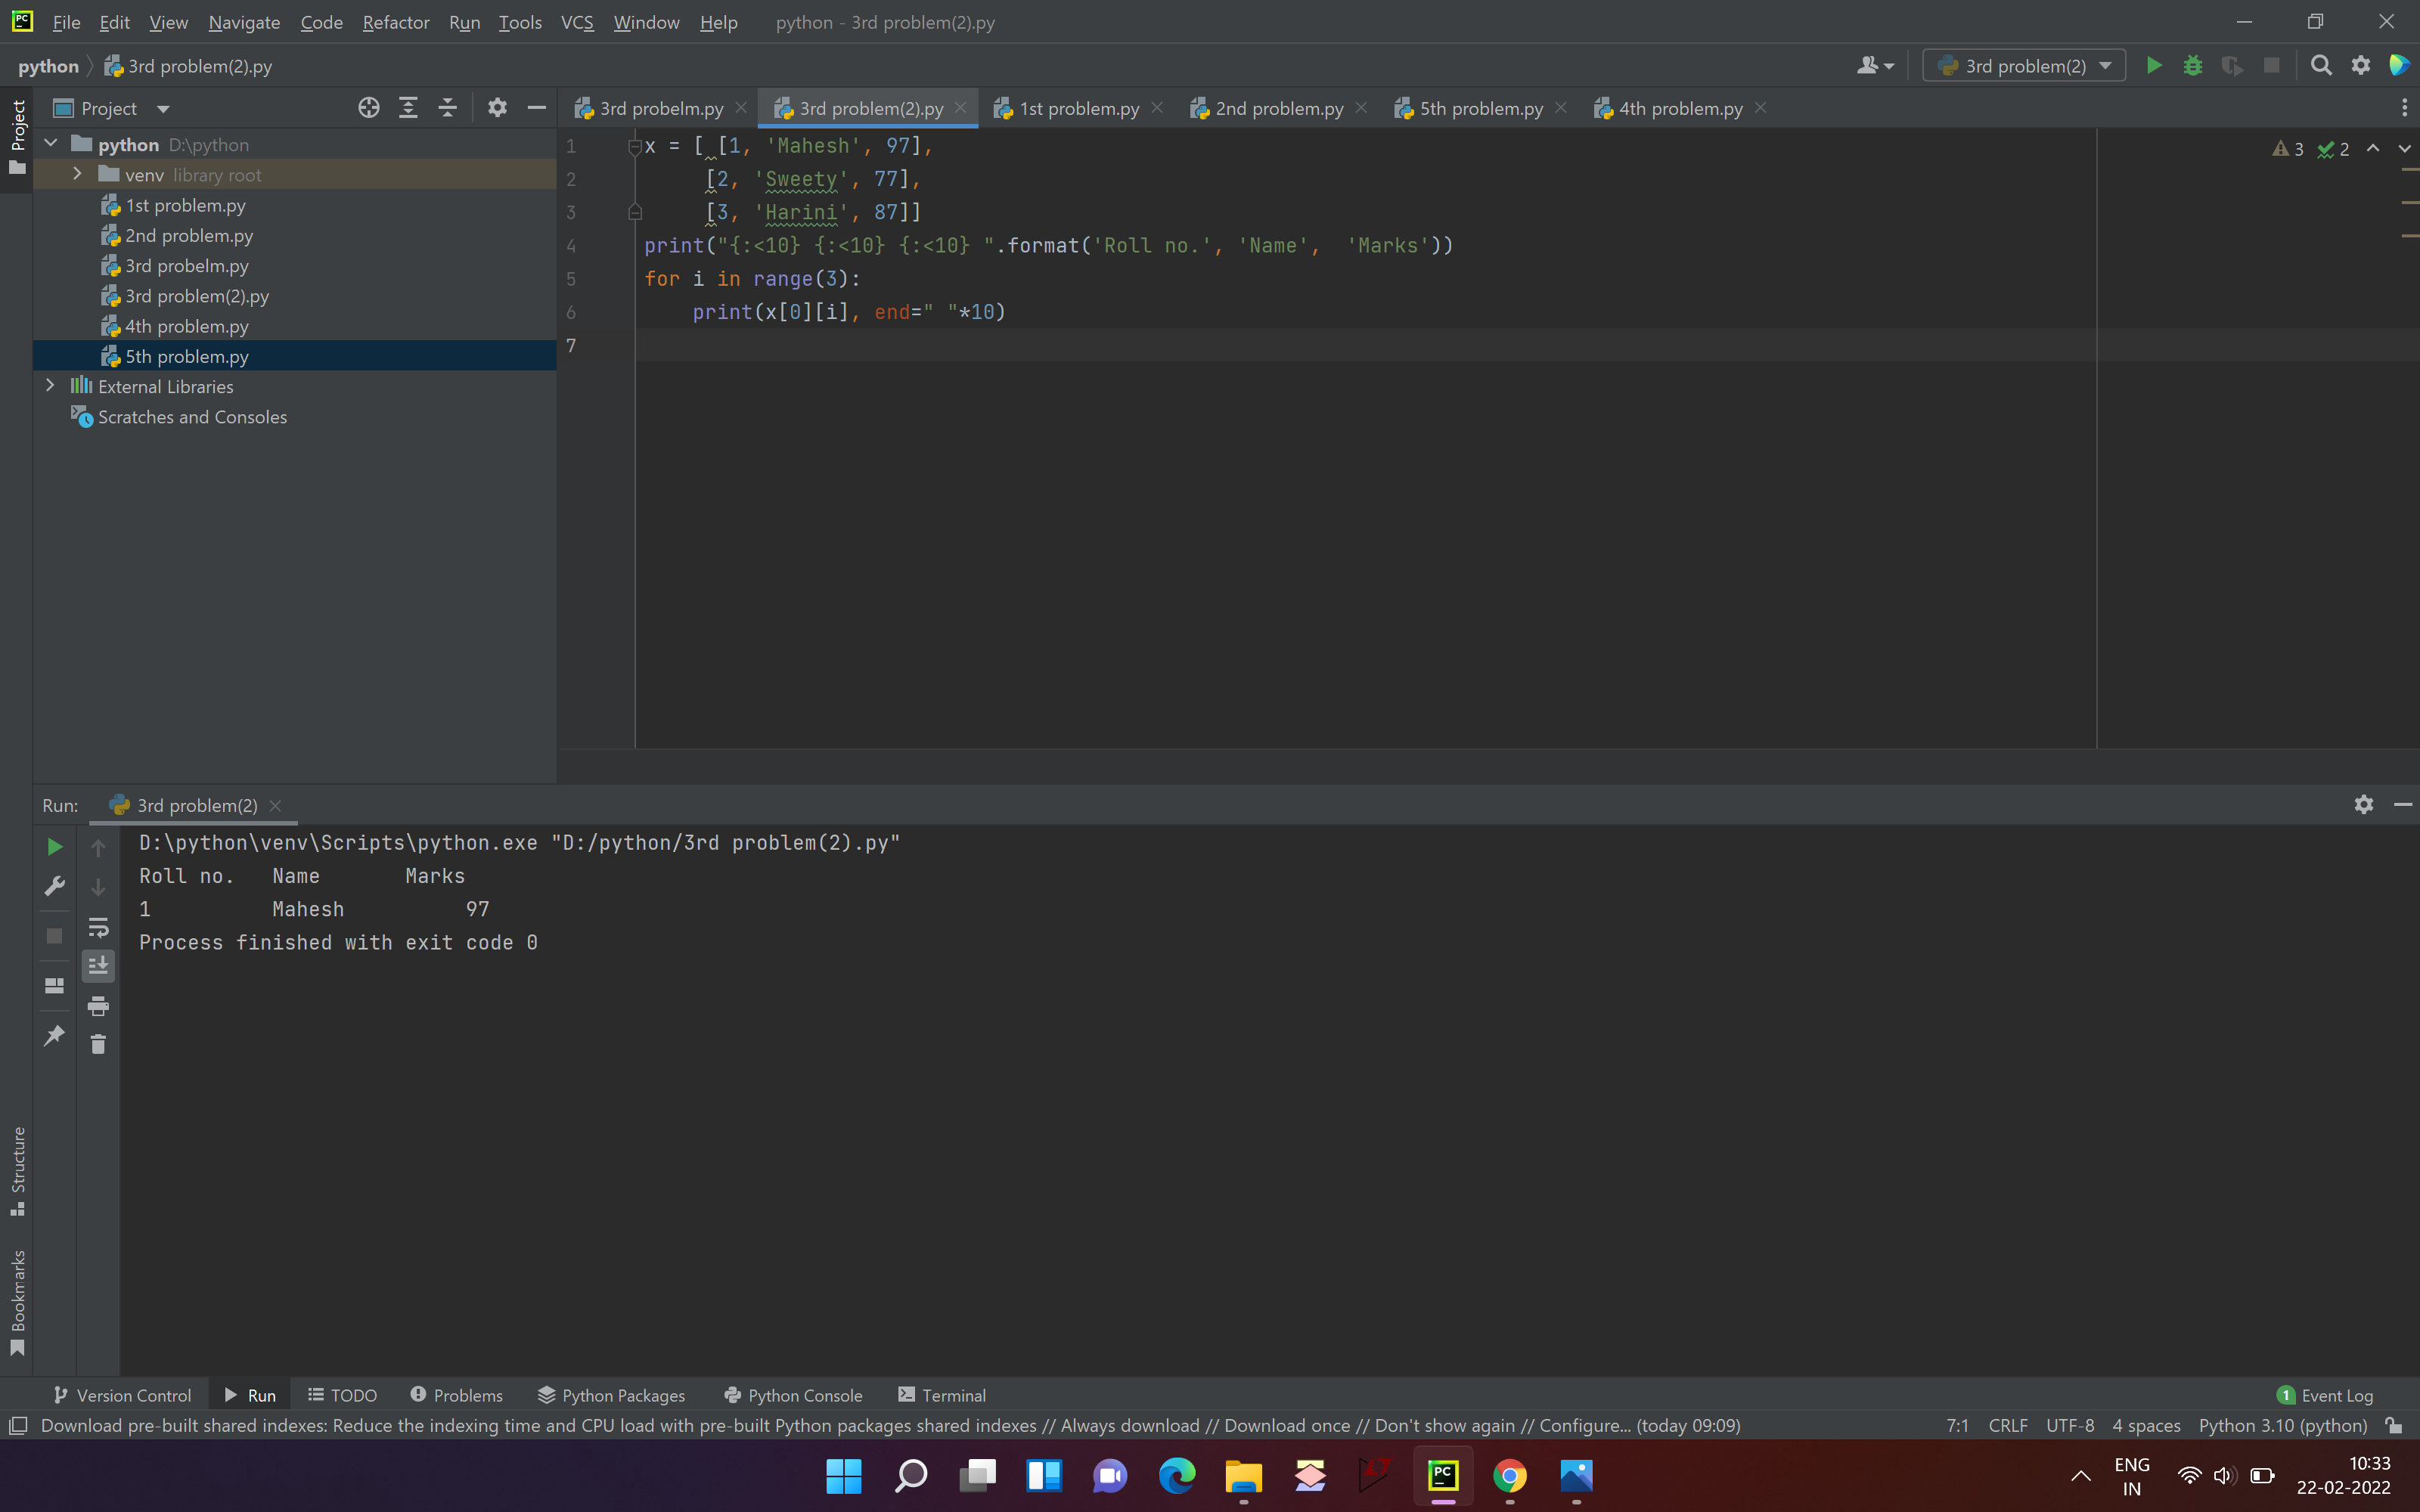 PC File Edit View Navigate Code Refactor Run Tools VCS Window Help python - 3rd problem(2).py
python 3rd problem(2).py 3rd problem(2)
Project
Project
python D:\python
venv library root
1st problem.py
2nd problem.py
3rd probelm.py
3rd problem(2).py
4th problem.py
5th problem.py
External Libraries
Scratches and Consoles
3rd probelm.py 3rd problem(2).py 1st problem.py 2nd problem.py 5th problem.py 4th problem.py
3 2
1 x = [ [1, 'Mahesh', 97],
2 [2, 'Sweety', 77],
3 [3, 'Harini', 87]]
4 print("{:<10} {:<10} {:<10} ".format('Roll no.', 'Name',  'Marks'))
5 for i in range(3):
6 print(x[0][i], end=" "*10)
7
Run: 3rd problem(2)
D:\python\venv\Scripts\python.exe "D:/python/3rd problem(2).py"
Roll no.   Name       Marks
1          Mahesh          97
Process finished with exit code 0
Structure
Bookmarks
Version Control Run TODO Problems Python Packages Python Console Terminal 1 Event Log
Download pre-built shared indexes: Reduce the indexing time and CPU load with pre-built Python packages shared indexes // Always download // Download once // Don't show again // Configure... (today 09:09) 7:1 CRLF UTF-8 4 spaces Python 3.10 (python)
PC
ENG
IN
10:33
22-02-2022